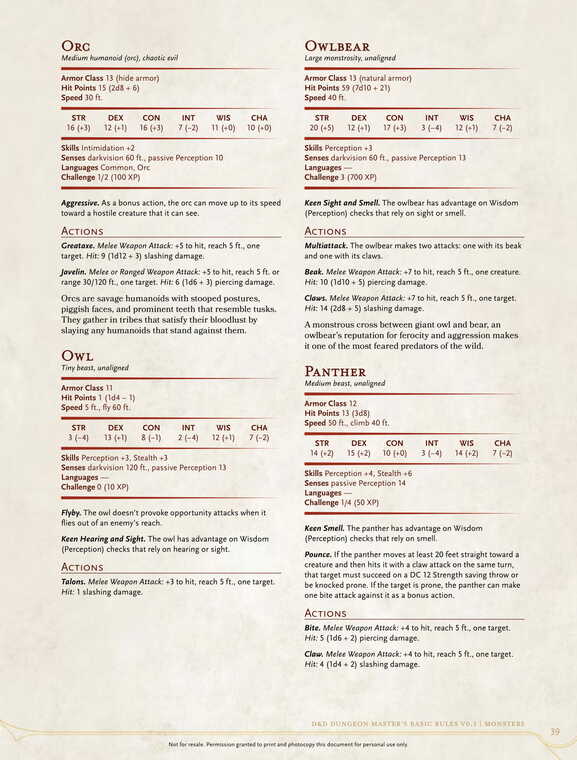 Orc
Medium humanoid (orc), chaotic evil
Armor Class 13 (hide armor)
Hit Points 15 (2d8 + 6)
Speed 30 ft.
STR DEX CON INT WIS CHA
16 (+3) 12 (+1) 16 (+3) 7 (−2) 11 (+0) 10 (+0)
Skills Intimidation +2
Senses darkvision 60 ft., passive Perception 10
Languages Common, Orc
Challenge 1/2 (100 XP)
Aggressive. As a bonus action, the orc can move up to its speed
toward a hostile creature that it can see.
Actions
Greataxe. Melee Weapon Attack: +5 to hit, reach 5 ft., one
target. Hit: 9 (1d12 + 3) slashing damage.
Javelin. Melee or Ranged Weapon Attack: +5 to hit, reach 5 ft. or
range 30/120 ft., one target. Hit: 6 (1d6 + 3) piercing damage.
Orcs are savage humanoids with stooped postures,
piggish faces, and prominent teeth that resemble tusks.
They gather in tribes that satisfy their bloodlust by
slaying any humanoids that stand against them.
Owl
Tiny beast, unaligned
Armor Class 11
Hit Points 1 (1d4 − 1)
Speed 5 ft., fly 60 ft.
STR DEX CON INT WIS CHA
3 (−4) 13 (+1) 8 (−1) 2 (−4) 12 (+1) 7 (−2)
Skills Perception +3, Stealth +3
Senses darkvision 120 ft., passive Perception 13
Languages —
Challenge 0 (10 XP)
Flyby. The owl doesn't provoke opportunity attacks when it
flies out of an enemy's reach.
Keen Hearing and Sight. The owl has advantage on Wisdom
(Perception) checks that rely on hearing or sight.
Actions
Talons. Melee Weapon Attack: +3 to hit, reach 5 ft., one target.
Hit: 1 slashing damage.
Owlbear
Large monstrosity, unaligned
Armor Class 13 (natural armor)
Hit Points 59 (7d10 + 21)
Speed 40 ft.
STR DEX CON INT WIS CHA
20 (+5) 12 (+1) 17 (+3) 3 (−4) 12 (+1) 7 (−2)
Skills Perception +3
Senses darkvision 60 ft., passive Perception 13
Languages —
Challenge 3 (700 XP)
Keen Sight and Smell. The owlbear has advantage on Wisdom
(Perception) checks that rely on sight or smell.
Actions
Multiattack. The owlbear makes two attacks: one with its beak
and one with its claws.
Beak. Melee Weapon Attack: +7 to hit, reach 5 ft., one creature.
Hit: 10 (1d10 + 5) piercing damage.
Claws. Melee Weapon Attack: +7 to hit, reach 5 ft., one target.
Hit: 14 (2d8 + 5) slashing damage.
A monstrous cross between giant owl and bear, an
owlbear's reputation for ferocity and aggression makes
it one of the most feared predators of the wild.
Panther
Medium beast, unaligned
Armor Class 12
Hit Points 13 (3d8)
Speed 50 ft., climb 40 ft.
STR DEX CON INT WIS CHA
14 (+2) 15 (+2) 10 (+0) 3 (−4) 14 (+2) 7 (−2)
Skills Perception +4, Stealth +6
Senses passive Perception 14
Languages —
Challenge 1/4 (50 XP)
Keen Smell. The panther has advantage on Wisdom
(Perception) checks that rely on smell.
Pounce. If the panther moves at least 20 feet straight toward a
creature and then hits it with a claw attack on the same turn,
that target must succeed on a DC 12 Strength saving throw or
be knocked prone. If the target is prone, the panther can make
one bite attack against it as a bonus action.
Actions
Bite. Melee Weapon Attack: +4 to hit, reach 5 ft., one target.
Hit: 5 (1d6 + 2) piercing damage.
Claw. Melee Weapon Attack: +4 to hit, reach 5 ft., one target.
Hit: 4 (1d4 + 2) slashing damage.
D&D Dungeon Master's Basic Rules v0.3 | Monsters
39
Not for resale. Permission granted to print and photocopy this document for personal use only.